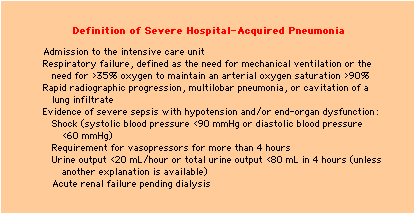 Definition of Severe Hospital-Acquired Pneumonia
Admission to the intensive care unit
Respiratory failure, defined as the need for mechanical ventilation or the
need for >35% oxygen to maintain an arterial oxygen saturation >90%
Rapid radiographic progression, multilobar pneumonia, or cavitation of a
lung infiltrate
Evidence of severe sepsis with hypotension and/or end-organ dysfunction:
Shock (systolic blood pressure <90 mmHg or diastolic blood pressure
<60 mmHg)
Requirement for vasopressors for more than 4 hours
Urine output <20 mL/hour or total urine output <80 mL in 4 hours (unless
another explanation is available)
Acute renal failure pending dialysis